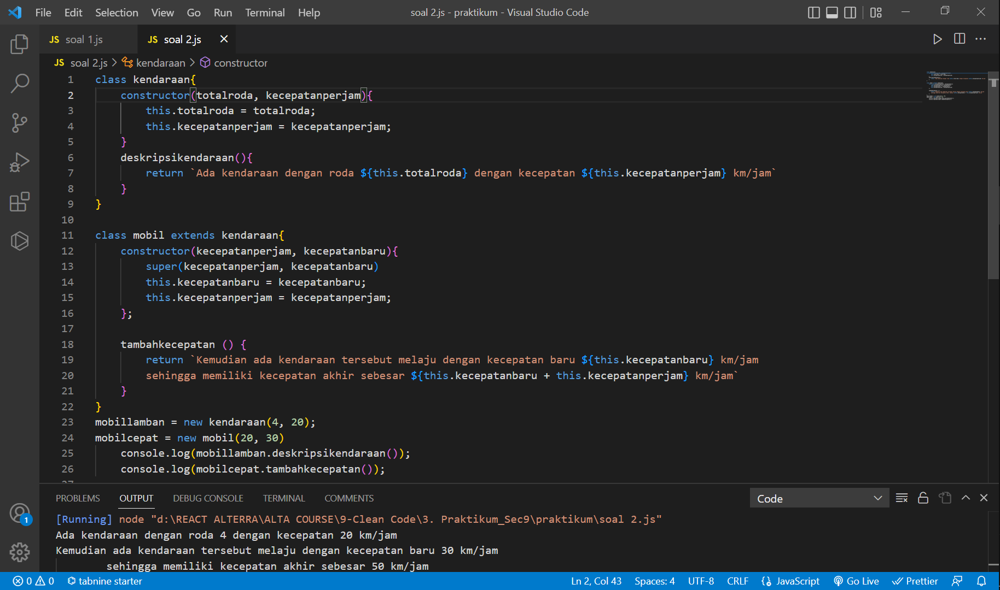 File Edit Selection View Go Run Terminal Help soal 2.js - praktikum - Visual Studio Code
JS soal 1.js JS soal 2.js
JS soal 2.js > kendaraan > constructor
1 class kendaraan{
2 constructor(totalroda, kecepatanperjam){
3 this.totalroda = totalroda;
4 this.kecepatanperjam = kecepatanperjam;
5 }
6 deskripsikendaraan(){
7 return `Ada kendaraan dengan roda ${this.totalroda} dengan kecepatan ${this.kecepatanperjam} km/jam`
8 }
9 }
10
11 class mobil extends kendaraan{
12 constructor(kecepatanperjam, kecepatanbaru){
13 super(kecepatanperjam, kecepatanbaru)
14 this.kecepatanbaru = kecepatanbaru;
15 this.kecepatanperjam = kecepatanperjam;
16 };
17
18 tambahkecepatan () {
19 return `Kemudian ada kendaraan tersebut melaju dengan kecepatan baru ${this.kecepatanbaru} km/jam
20 sehingga memiliki kecepatan akhir sebesar ${this.kecepatanbaru + this.kecepatanperjam} km/jam`
21 }
22 }
23 mobillamban = new kendaraan(4, 20);
24 mobilcepat = new mobil(20, 30)
25 console.log(mobillamban.deskripsikendaraan());
26 console.log(mobilcepat.tambahkecepatan());
PROBLEMS OUTPUT DEBUG CONSOLE TERMINAL COMMENTS Code
[Running] node "d:\REACT ALTERRA\ALTA COURSE\9-Clean Code\3. Praktikum_Sec9\praktikum\soal 2.js"
Ada kendaraan dengan roda 4 dengan kecepatan 20 km/jam
Kemudian ada kendaraan tersebut melaju dengan kecepatan baru 30 km/jam
sehingga memiliki kecepatan akhir sebesar 50 km/jam
1
0 0 tabnine starter Ln 2, Col 43 Spaces: 4 UTF-8 CRLF JavaScript Go Live Prettier